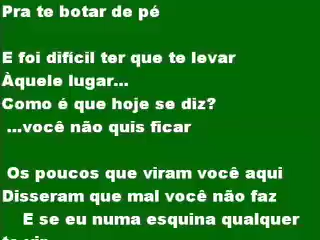 Pra te botar de pé
E foi difícil ter que te levar
Àquele lugar...
Como é que hoje se diz?
...você não quis ficar
Os poucos que viram você aqui
Disseram que mal você não faz
E se eu numa esquina qualquer
te vir